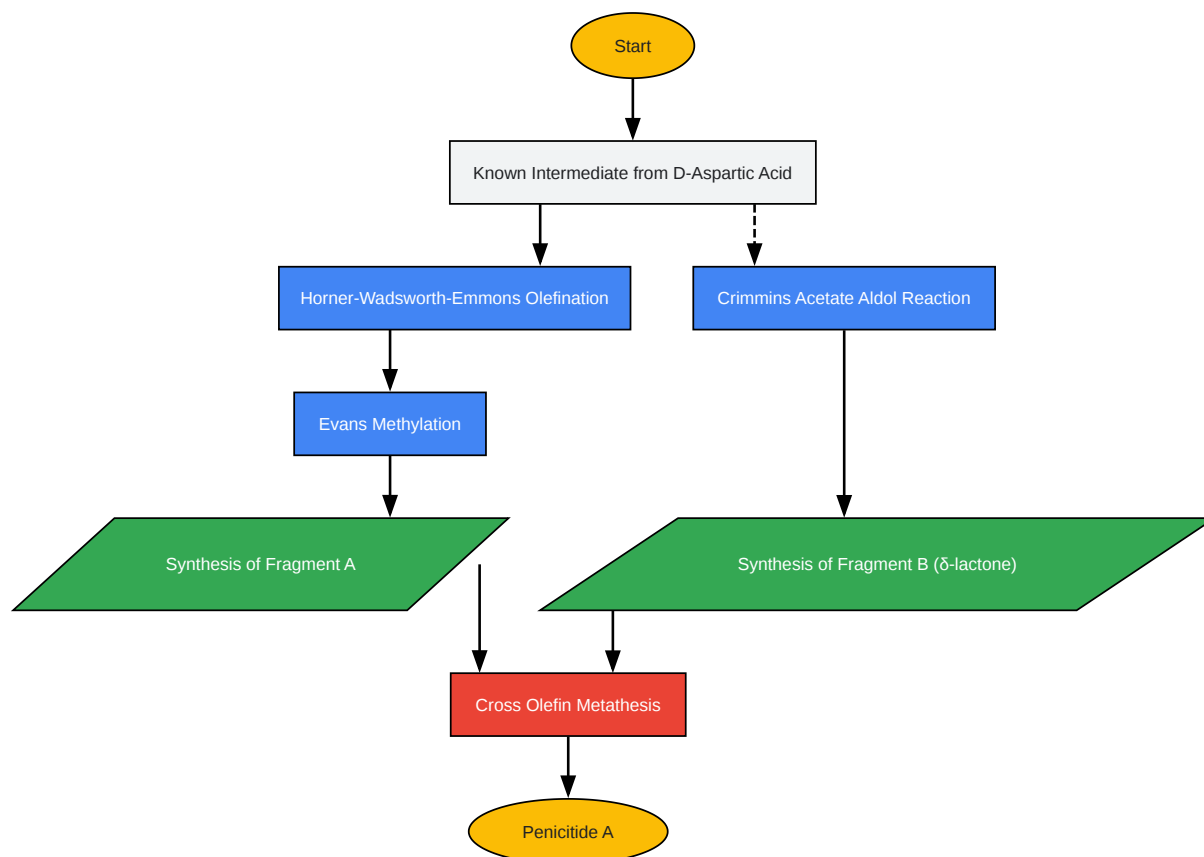 Start
Known Intermediate from D-Aspartic Acid
Horner-Wadsworth-Emmons Olefination
Crimmins Acetate Aldol Reaction
Evans Methylation
Synthesis of Fragment A
Synthesis of Fragment B (δ-lactone)
Cross Olefin Metathesis
Penicitide A